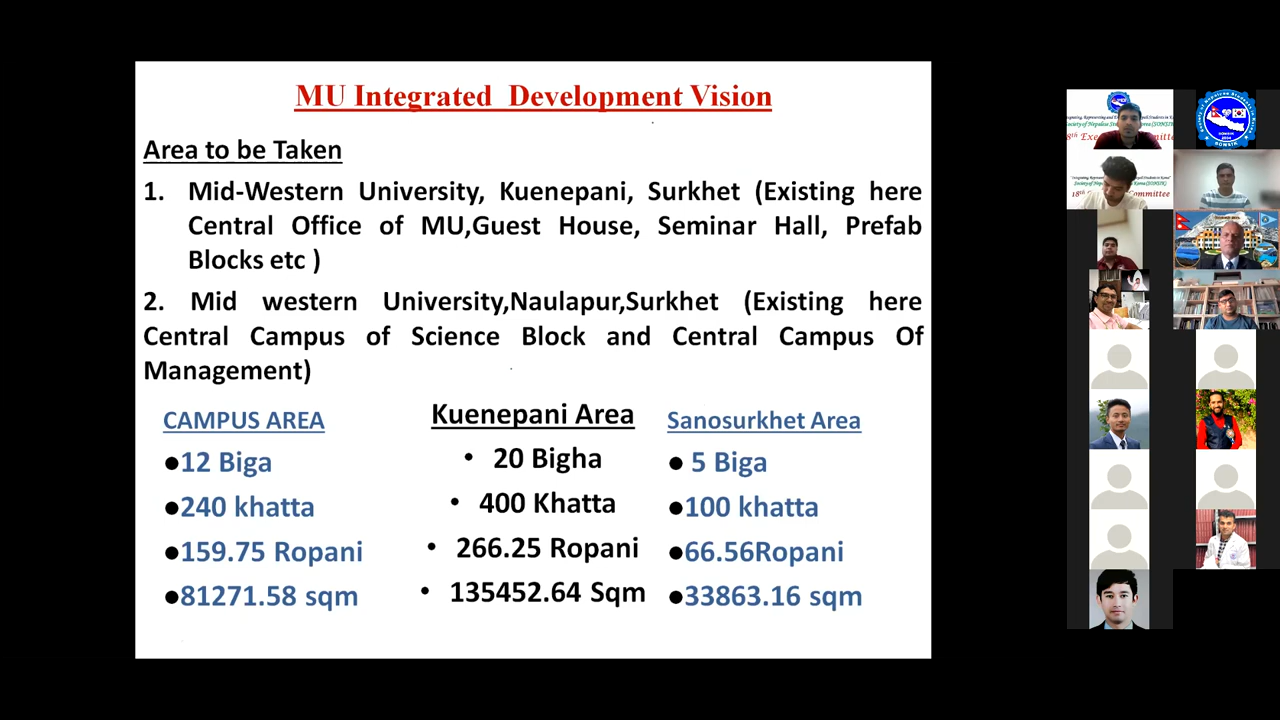 MU Integrated Development Vision
Area to be Taken
1. Mid-Western University, Kuenepani, Surkhet (Existing here
Central Office of MU,Guest House, Seminar Hall, Prefab
Blocks etc )
2. Mid western University,Naulapur,Surkhet (Existing here
Central Campus of Science Block and Central Campus Of
Management)
CAMPUS AREA
●12 Biga
●240 khatta
●159.75 Ropani
●81271.58 sqm
Kuenepani Area
• 20 Bigha
• 400 Khatta
• 266.25 Ropani
• 135452.64 Sqm
Sanosurkhet Area
● 5 Biga
●100 khatta
●66.56Ropani
●33863.16 sqm